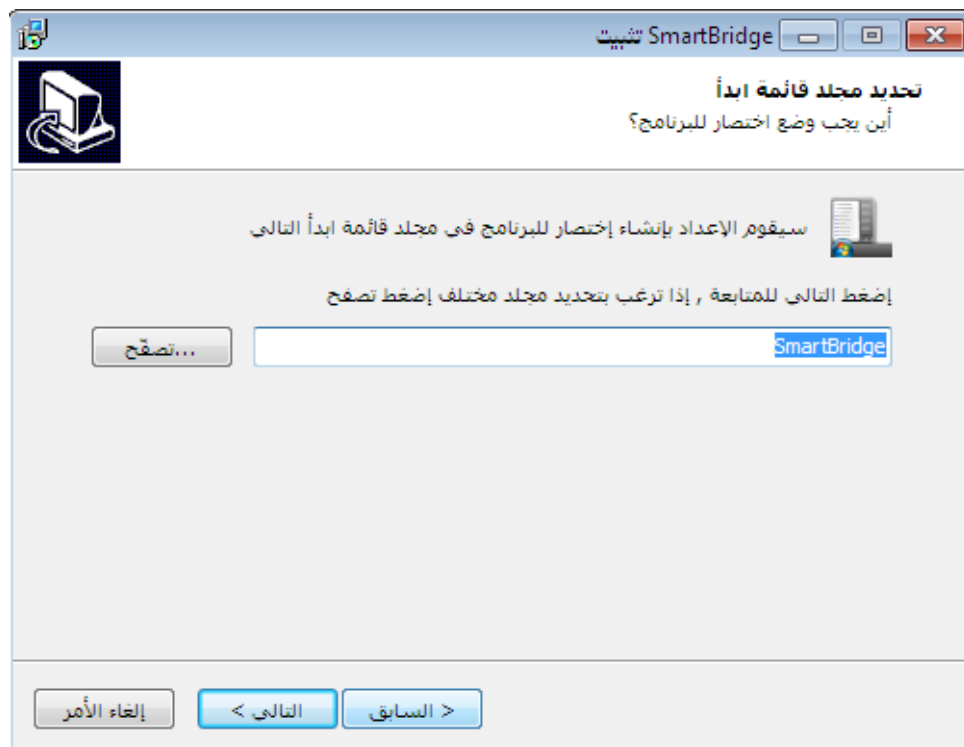 تثبيت SmartBridge
تحديد مجلد قائمة ابدأ
أين يجب وضع اختصار للبرنامج؟
سيقوم الإعداد بإنشاء إختصار للبرنامج في مجلد قائمة ابدأ التالي
إضغط التالي للمتابعة , إذا ترغب بتحديد مجلد مختلف إضغط تصفح
SmartBridge
تصفّح...
< السابق
التالي >
إلغاء الأمر